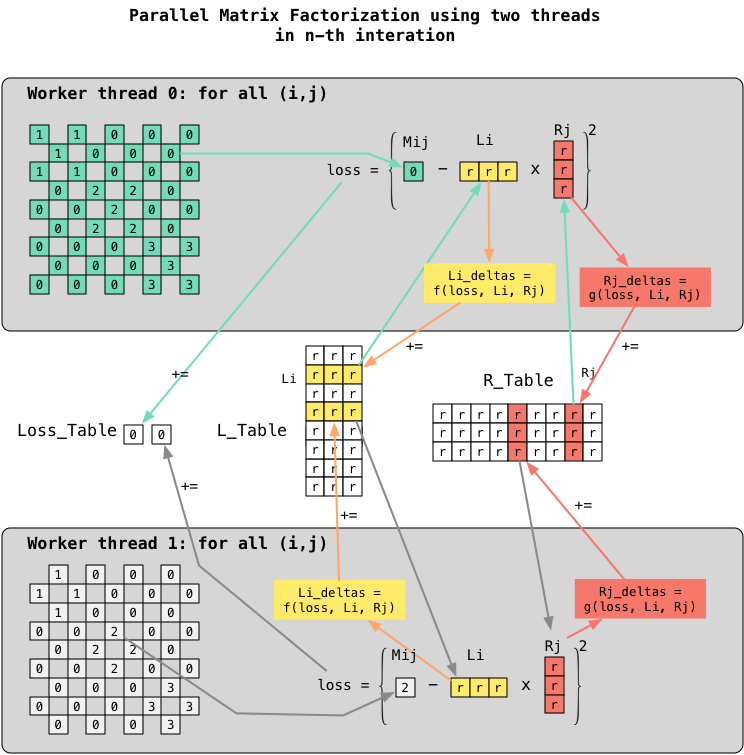 Parallel Matrix Factorization using two threads
in n-th interation
Worker thread 0: for all (i,j)
1 1 0 0 0
1 0 0 0
1 1 0 0 0
0 2 2 0
0 0 2 0 0
0 2 2 0
0 0 0 3 3
0 0 0 3
0 0 0 3 3
Mij Li Rj 2
loss = { 0 - r r r x r }
r
r
Li_deltas =
f(loss, Li, Rj)
Rj_deltas =
g(loss, Li, Rj)
+=
+=
+=
Loss_Table 0 0
L_Table
Li
r r r
r r r
r r r
r r r
r r r
r r r
r r r
r r r
R_Table
Rj
r r r r r r r r r
r r r r r r r r r
r r r r r r r r r
+=
+=
+=
Worker thread 1: for all (i,j)
1 0 0 0
1 1 0 0 0
1 0 0 0
0 0 2 0 0
0 2 2 0
0 0 2 0 0
0 0 0 3
0 0 0 3 3
0 0 0 3
Li_deltas =
f(loss, Li, Rj)
Rj_deltas =
g(loss, Li, Rj)
Mij Li Rj 2
loss = { 2 - r r r x r }
r
r